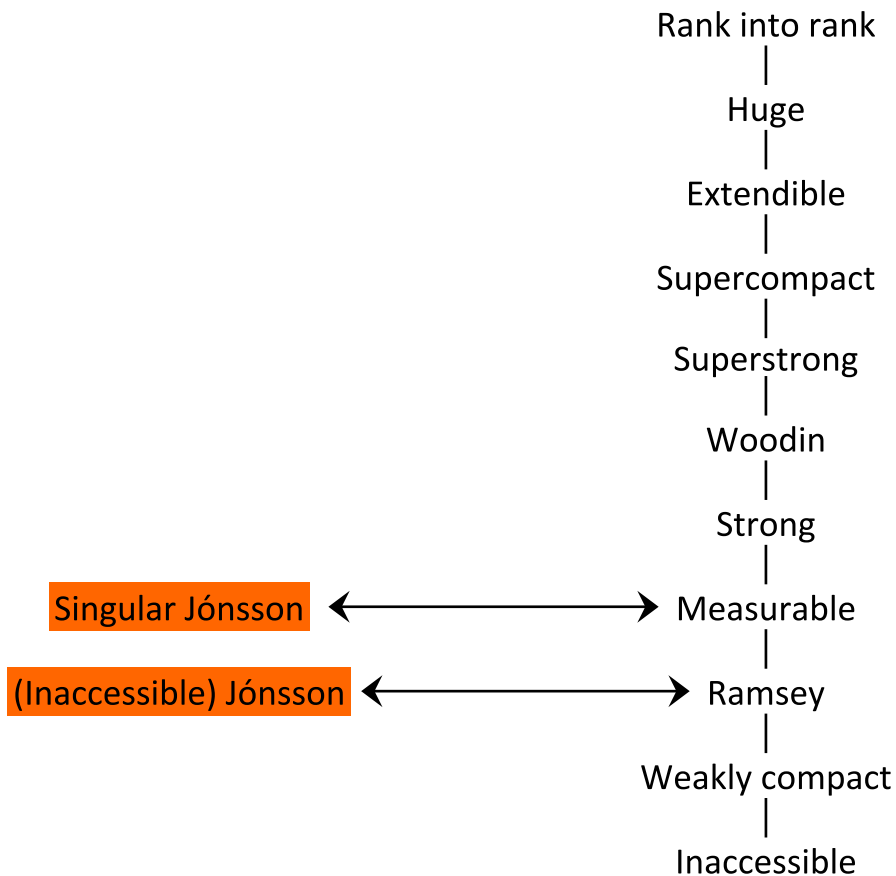 Rank into rank
Huge
Extendible
Supercompact
Superstrong
Woodin
Strong
Singular Jónsson Measurable
(Inaccessible) Jónsson Ramsey
Weakly compact
Inaccessible